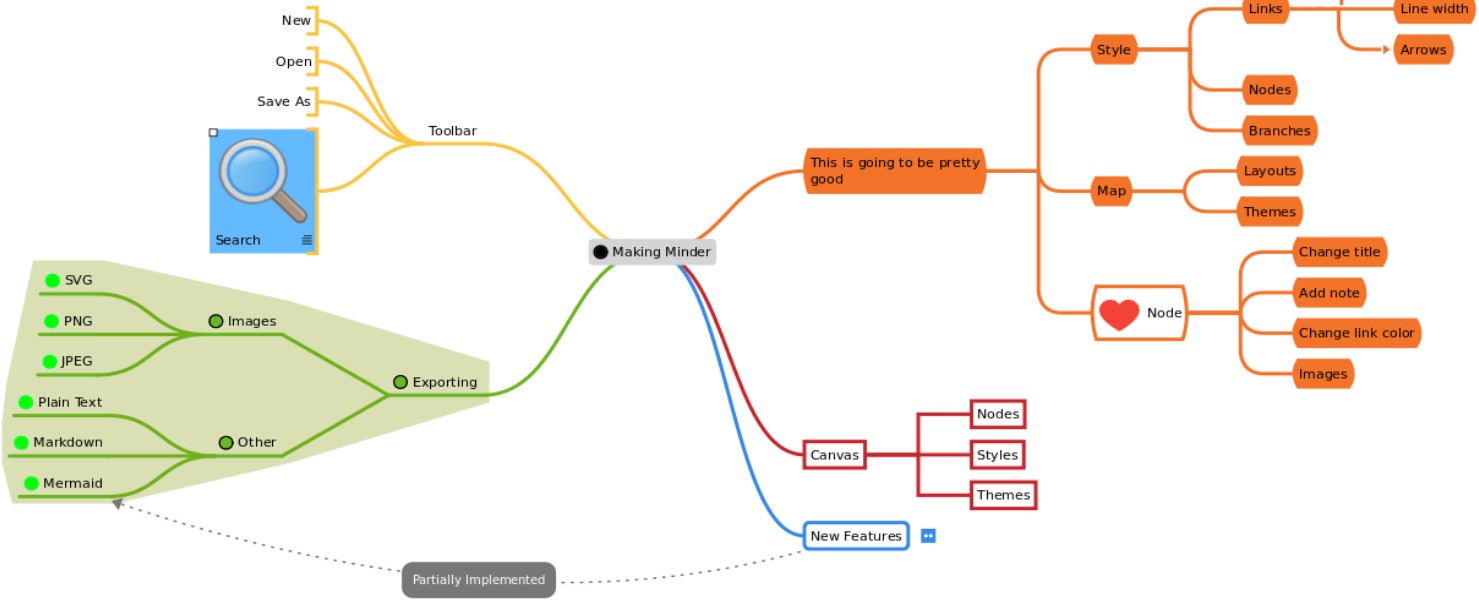 New
Open
Save As
Search
Toolbar
Making Minder
SVG
PNG
JPEG
Images
Plain Text
Markdown
Mermaid
Other
Exporting
This is going to be pretty
good
Style
Links
Line width
Arrows
Nodes
Branches
Map
Layouts
Themes
Node
Change title
Add note
Change link color
Images
Canvas
Nodes
Styles
Themes
New Features
Partially Implemented